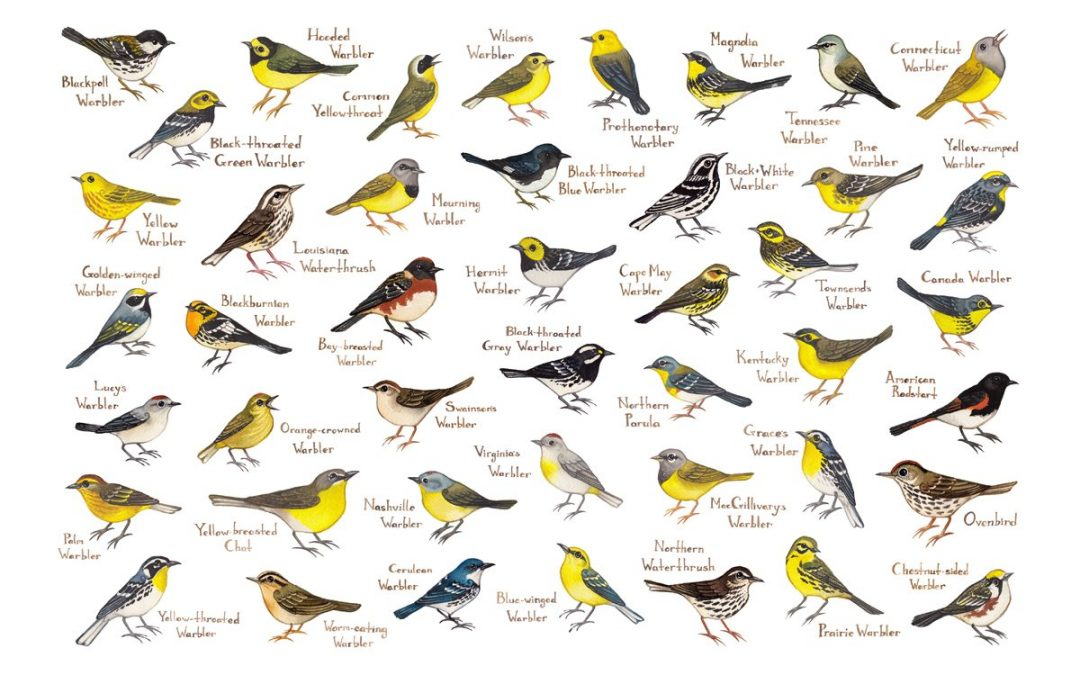 Blackpoll
Warbler
Hooded
Warbler
Common
Yellowthroat
Wilson's
Warbler
Prothonotary
Warbler
Magnolia
Warbler
Tennessee
Warbler
Connecticut
Warbler
Black-throated
Green Warbler
Yellow
Warbler
Louisiana
Waterthrush
Mourning
Warbler
Black-throated
Blue Warbler
Black+White
Warbler
Pine
Warbler
Yellow-rumped
Warbler
Golden-winged
Warbler
Blackburnian
Warbler
Bay-breasted
Warbler
Hermit
Warbler
Cape May
Warbler
Townsends
Warbler
Canada Warbler
Lucys
Warbler
Orange-crowned
Warbler
Swainson's
Warbler
Black-throated
Gray Warbler
Northern
Parula
Kentucky
Warbler
American
Redstart
Palm
Warbler
Yellow-breasted
Chat
Nashville
Warbler
Virginia's
Warbler
MacGillivary's
Warbler
Grace's
Warbler
Ovenbird
Yellow-throated
Warbler
Worm-eating
Warbler
Cerulean
Warbler
Blue-winged
Warbler
Northern
Waterthrush
Prairie Warbler
Chestnut-sided
Warbler